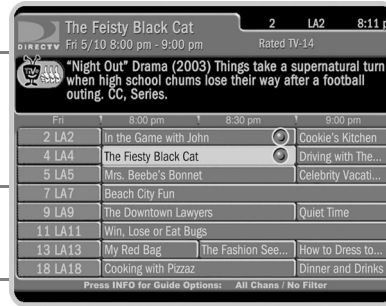 The Feisty Black Cat 2 LA2 8:11 p
DIRECTV Fri 5/10 8:00 pm - 9:00 pm Rated TV-14
TiVo "Night Out" Drama (2003) Things take a supernatural turn
when high school chums lose their way after a football
outing. CC, Series.
Fri 8:00 pm 8:30 pm 9:00 pm
2 LA2 In the Game with John Cookie's Kitchen
4 LA4 The Fiesty Black Cat Driving with The...
5 LA5 Mrs. Beebe's Bonnet Celebrity Vacati...
7 LA7 Beach City Fun
9 LA9 The Downtown Lawyers Quiet Time
11 LA11 Win, Lose or Eat Bugs
13 LA13 My Red Bag The Fashion See... How to Dress to...
18 LA18 Cooking with Pizzaz Dinner and Drinks
Press INFO for Guide Options: All Chans / No Filter